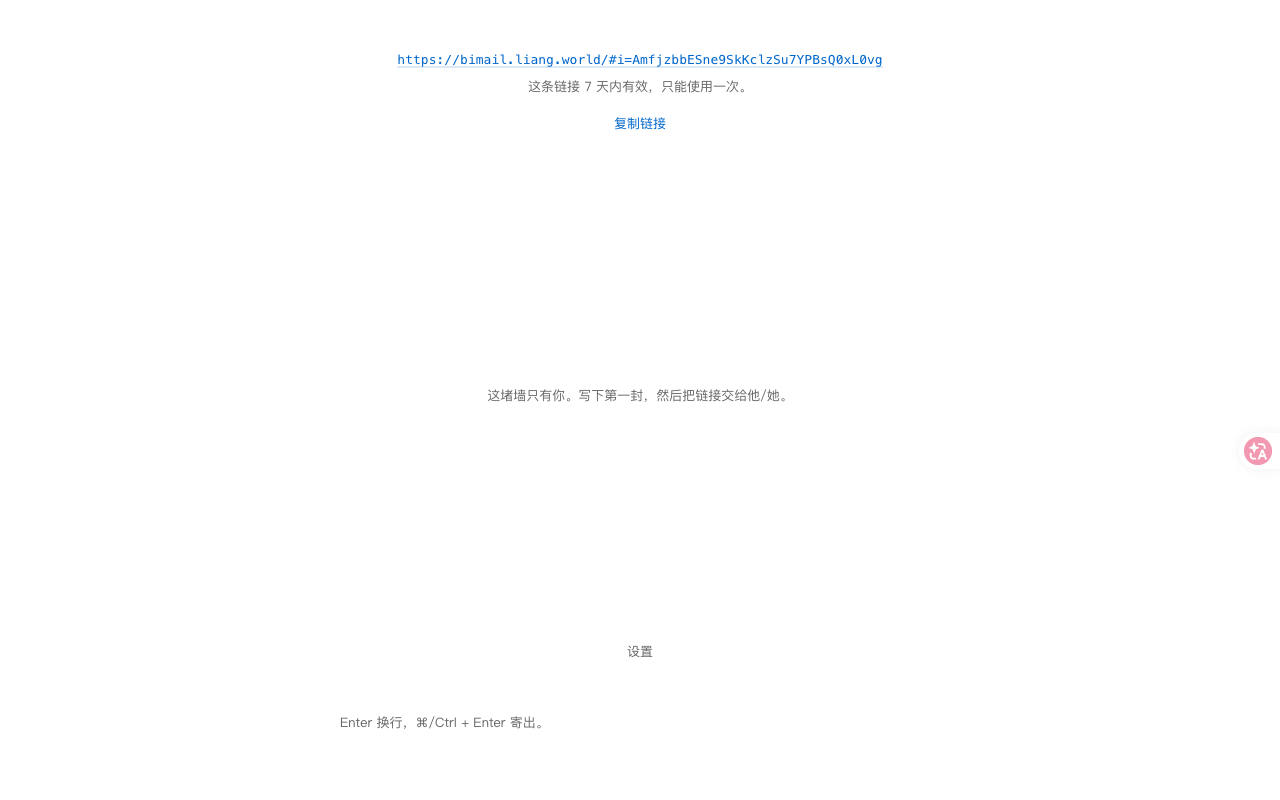 https://bimail.liang.world/#i=AmfjzbbESne9SkKclzSu7YPBsQ0xL0vg
这条链接 7 天内有效，只能使用一次。
复制链接
这堵墙只有你。写下第一封，然后把链接交给他/她。
设置
Enter 换行，⌘/Ctrl + Enter 寄出。